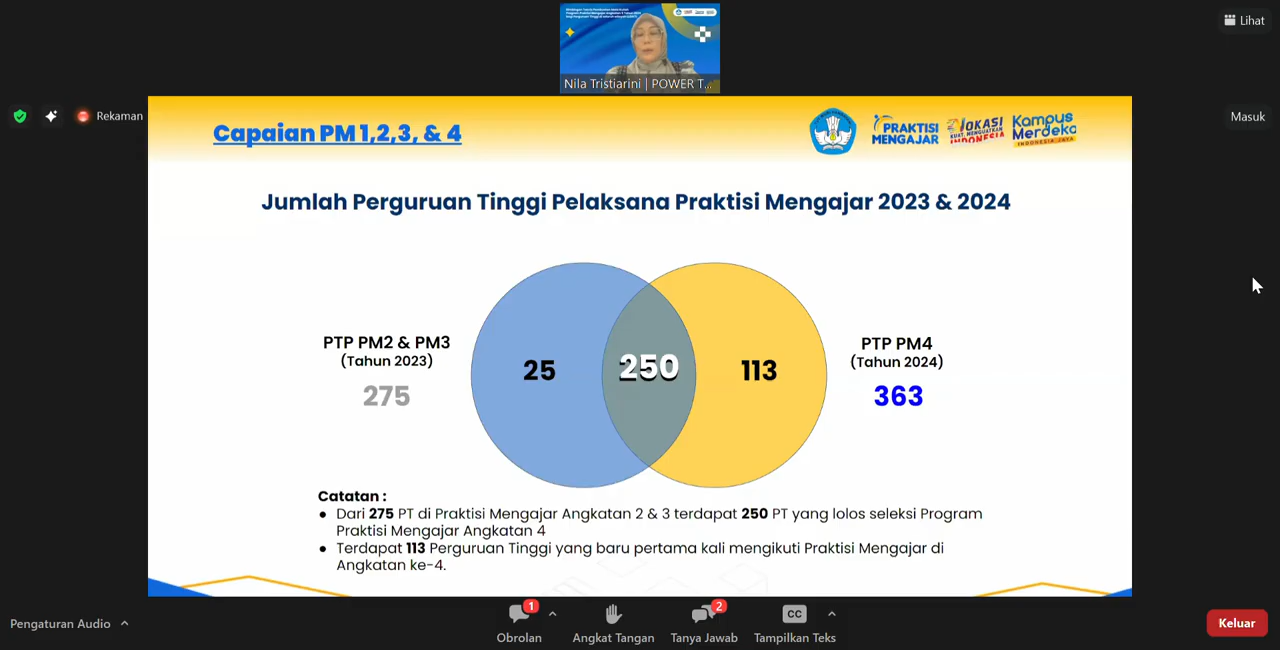 Lihat
Nila Tristiarini | POWER T...
Rekaman
Masuk
Capaian PM 1,2,3, & 4
PRAKTISI
MENGAJAR
VOKASI
KUAT, MENGUATKAN
INDONESIA
Kampus
Merdeka
INDONESIA JAYA
Jumlah Perguruan Tinggi Pelaksana Praktisi Mengajar 2023 & 2024
PTP PM2 & PM3
(Tahun 2023)
275
25
250
113
PTP PM4
(Tahun 2024)
363
Catatan :
● Dari 275 PT di Praktisi Mengajar Angkatan 2 & 3 terdapat 250 PT yang lolos seleksi Program
Praktisi Mengajar Angkatan 4
● Terdapat 113 Perguruan Tinggi yang baru pertama kali mengikuti Praktisi Mengajar di
Angkatan ke-4.
Pengaturan Audio
1
Obrolan
Angkat Tangan
2
Tanya Jawab
CC
Tampilkan Teks
Keluar